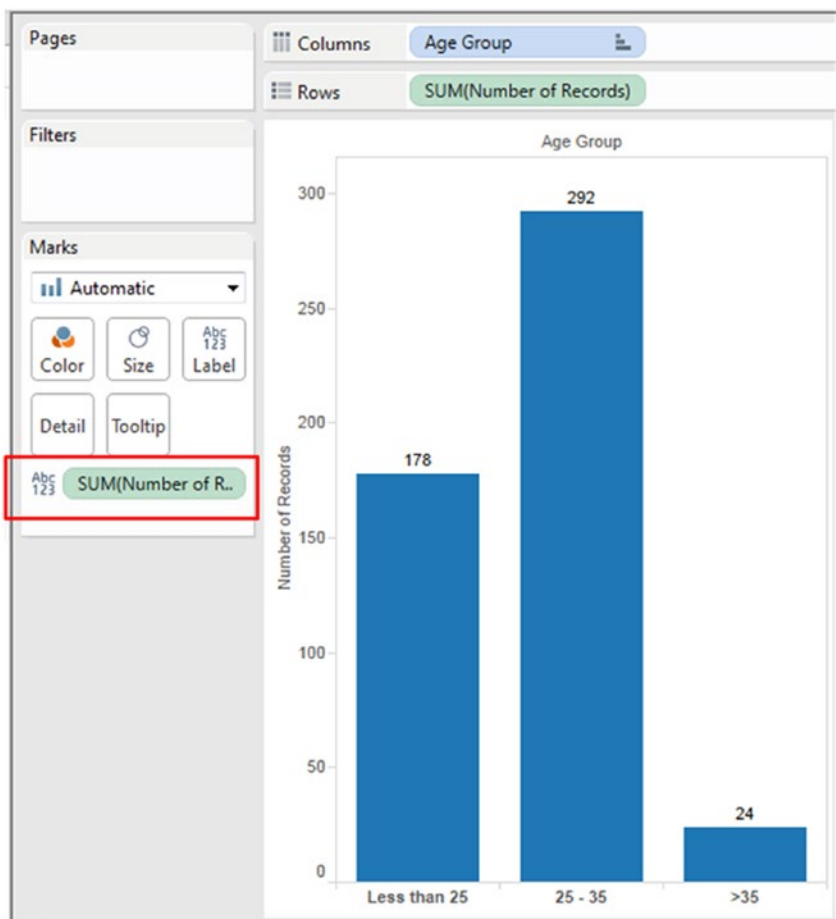 Pages
Columns
Age Group
Rows
SUM(Number of Records)
Filters
Marks
Automatic
Color
Size
Abc
123
Label
Detail
Tooltip
Abc
123
SUM(Number of R..
Age Group
Number of Records
300
250
200
150
100
50
0
178
292
24
Less than 25
25 - 35
>35